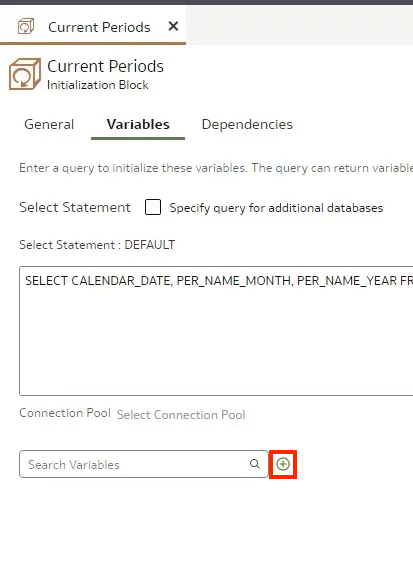 Current Periods
Current Periods
Initialization Block
General Variables Dependencies
Enter a query to initialize these variables. The query can return variable
Select Statement Specify query for additional databases
Select Statement : DEFAULT
SELECT CALENDAR_DATE, PER_NAME_MONTH, PER_NAME_YEAR FR
Connection Pool Select Connection Pool
Search Variables